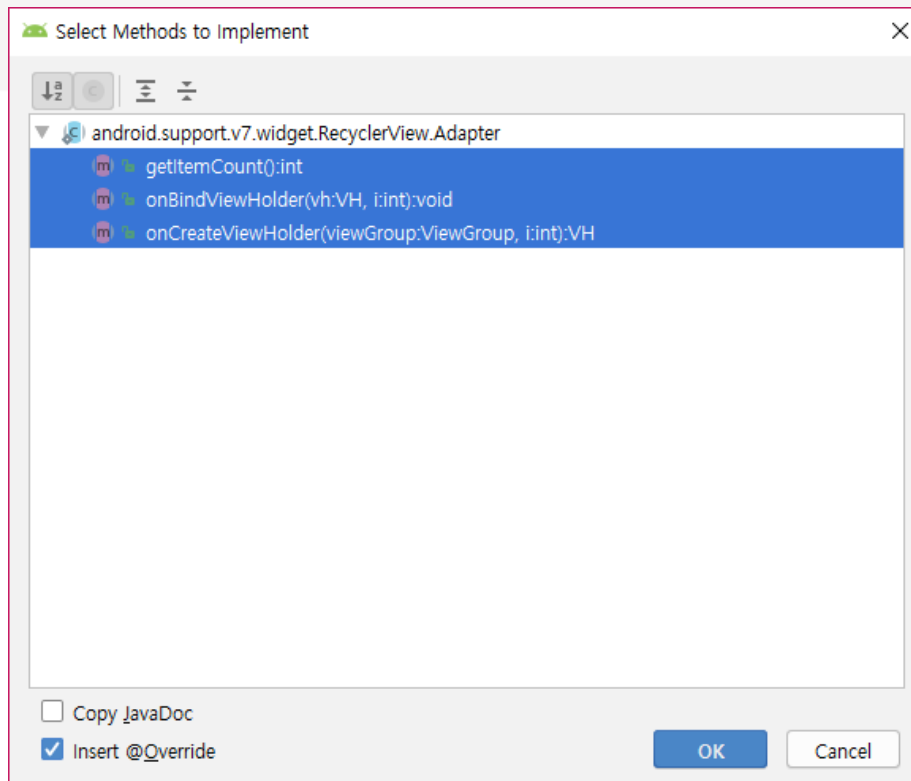 Select Methods to Implement
android.support.v7.widget.RecyclerView.Adapter
getItemCount():int
onBindViewHolder(vh:VH, i:int):void
onCreateViewHolder(viewGroup:ViewGroup, i:int):VH
Copy JavaDoc
Insert @Override
OK
Cancel